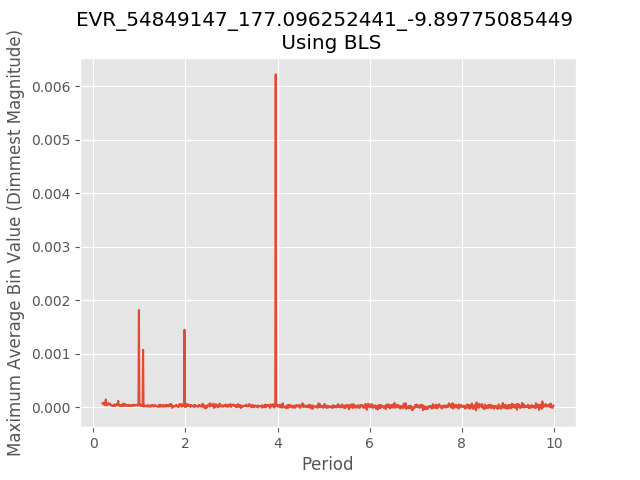 EVR_54849147_177.096252441_-9.89775085449
Using BLS
Maximum Average Bin Value (Dimmest Magnitude)
0.006
0.005
0.004
0.003
0.002
0.001
0.000
0 2 4 6 8 10
Period